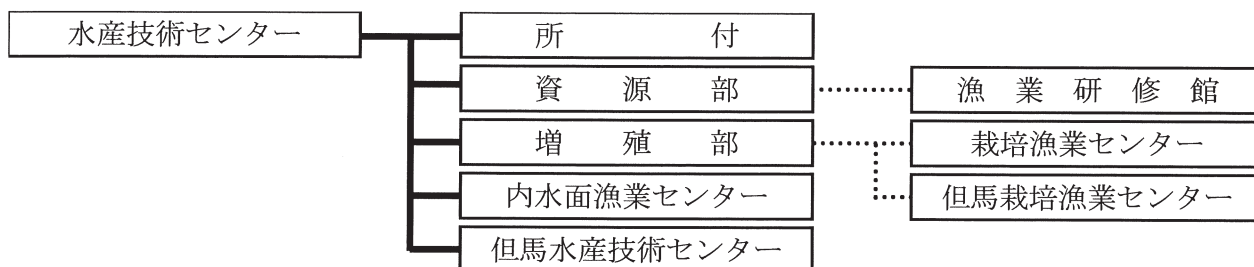 水産技術センター
所付
資源部
漁業研修館
増殖部
栽培漁業センター
内水面漁業センター
但馬栽培漁業センター
但馬水産技術センター